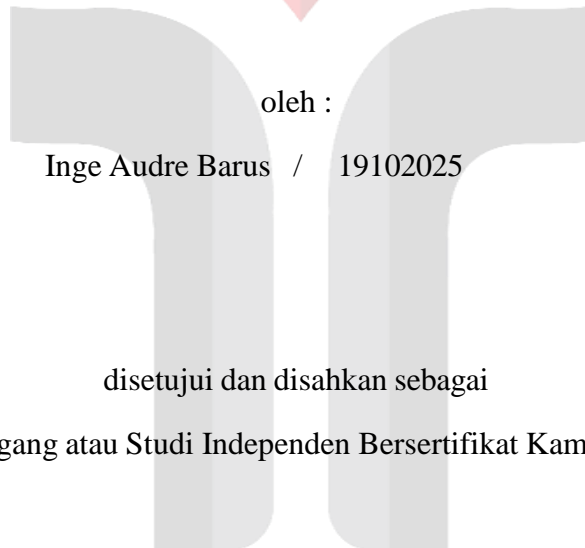 oleh :
Inge Audre Barus / 19102025
disetujui dan disahkan sebagai
gang atau Studi Independen Bersertifikat Kam